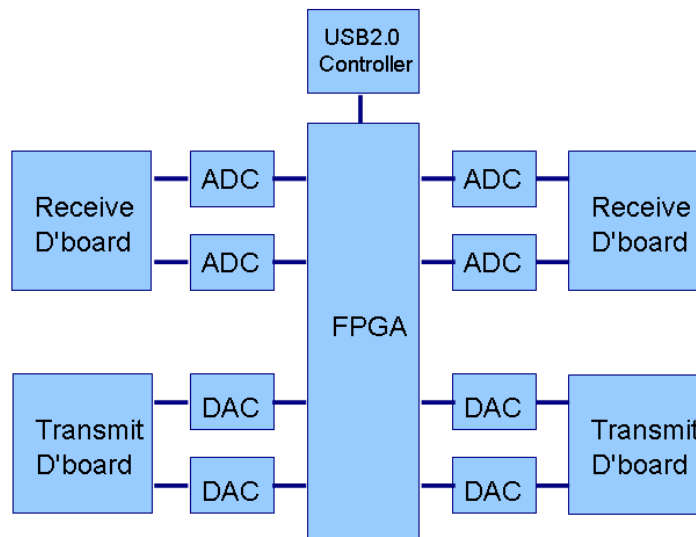 USB2.0
Controller
ADC
ADC
Receive
D'board
Receive
D'board
ADC
ADC
FPGA
DAC
DAC
Transmit
D'board
Transmit
D'board
DAC
DAC